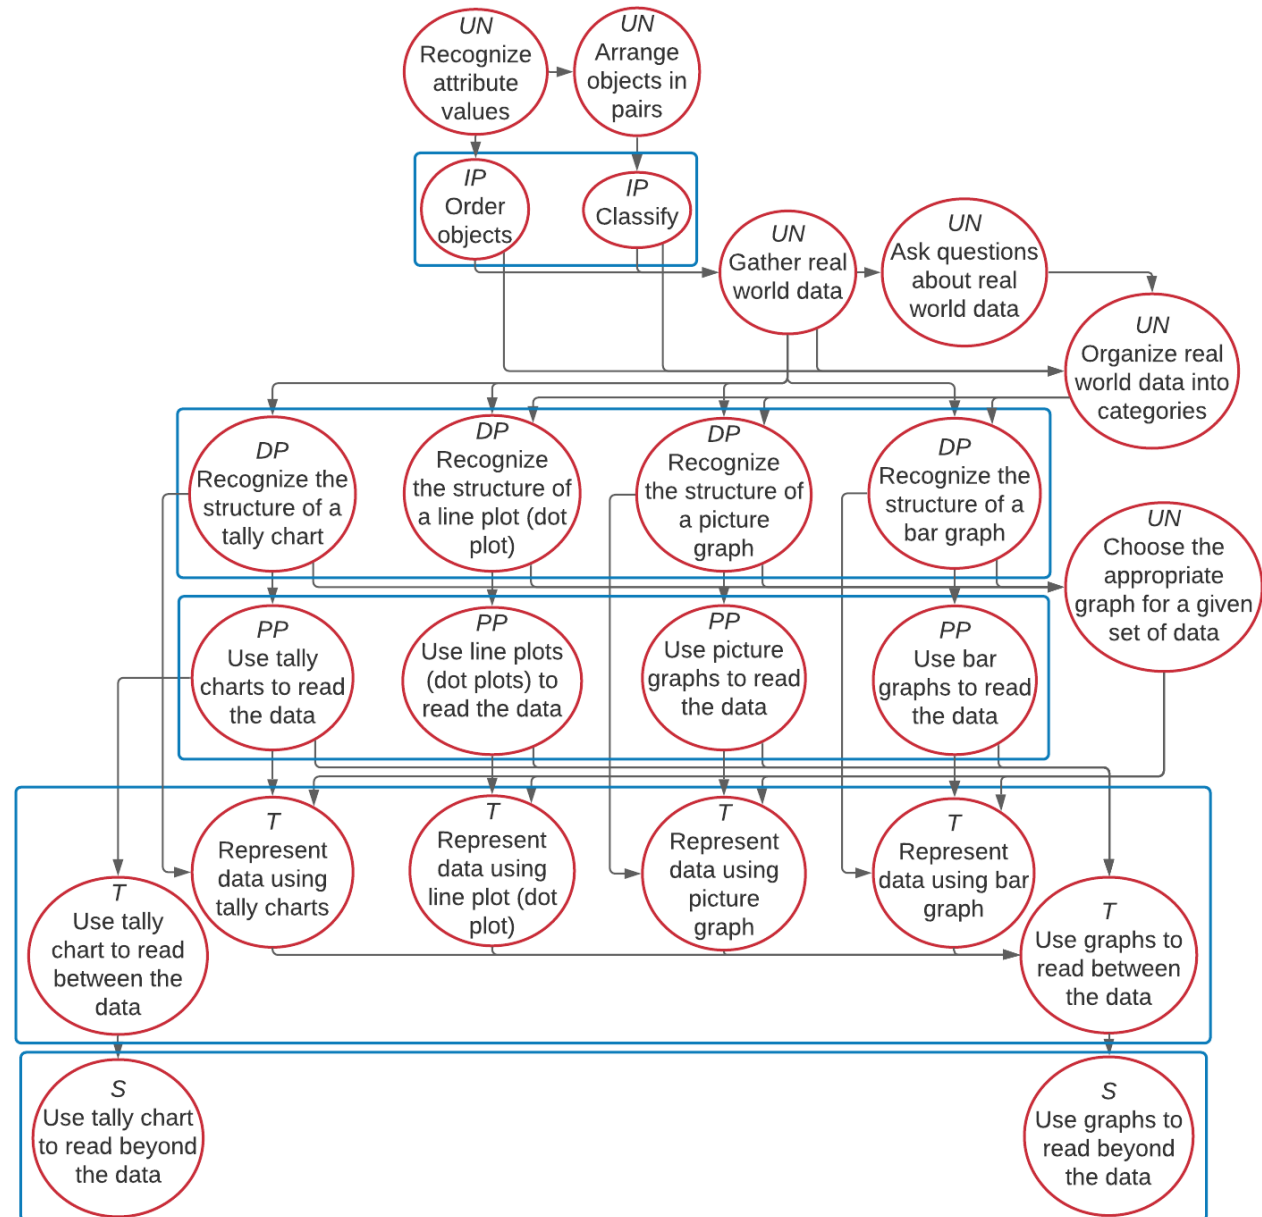 UN
Recognize
attribute
values
UN
Arrange
objects in
pairs
IP
Order
objects
IP
Classify
UN
Gather real
world data
UN
Ask questions
about real
world data
UN
Organize real
world data into
categories
DP
Recognize the
structure of a
tally chart
DP
Recognize
the structure of
a line plot (dot
plot)
DP
Recognize
the structure of
a picture
graph
DP
Recognize the
structure of a
bar graph
UN
Choose the
appropriate
graph for a given
set of data
PP
Use tally
charts to read
the data
PP
Use line plots
(dot plots) to
read the data
PP
Use picture
graphs to read
the data
PP
Use bar
graphs to read
the data
T
Use tally
chart to read
between the
data
T
Represent
data using
tally charts
T
Represent
data using
line plot (dot
plot)
T
Represent
data using
picture
graph
T
Represent
data using bar
graph
T
Use graphs to
read between
the data
S
Use tally chart
to read beyond
the data
S
Use graphs to
read beyond
the data